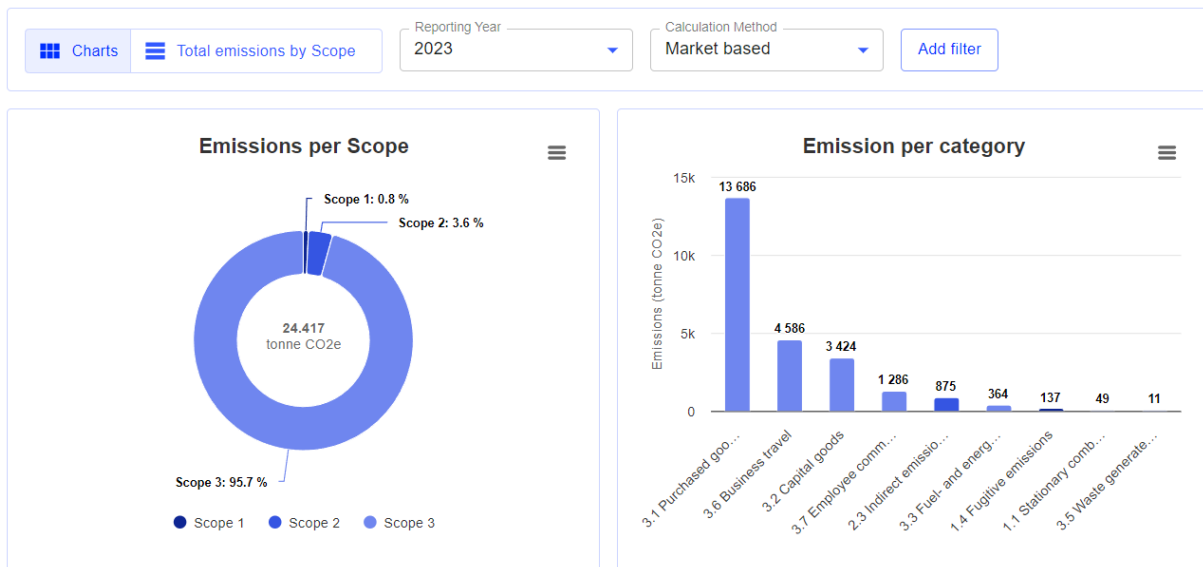 Charts
Total emissions by Scope
Reporting Year
2023
Calculation Method
Market based
Add filter
Emissions per Scope
Scope 1: 0.8 %
Scope 2: 3.6 %
24.417
tonne CO2e
Scope 3: 95.7 %
Scope 1
Scope 2
Scope 3
Emission per category
Emissions (tonne CO2e)
15k
10k
5k
0
13 686
4 586
3 424
1 286
875
364
137
49
11
3.1 Purchased goo...
3.6 Business travel
3.2 Capital goods
3.7 Employee comm...
2.3 Indirect emissio...
3.3 Fuel- and energ...
1.4 Fugitive emissions
1.1 Stationary comb...
3.5 Waste generate...